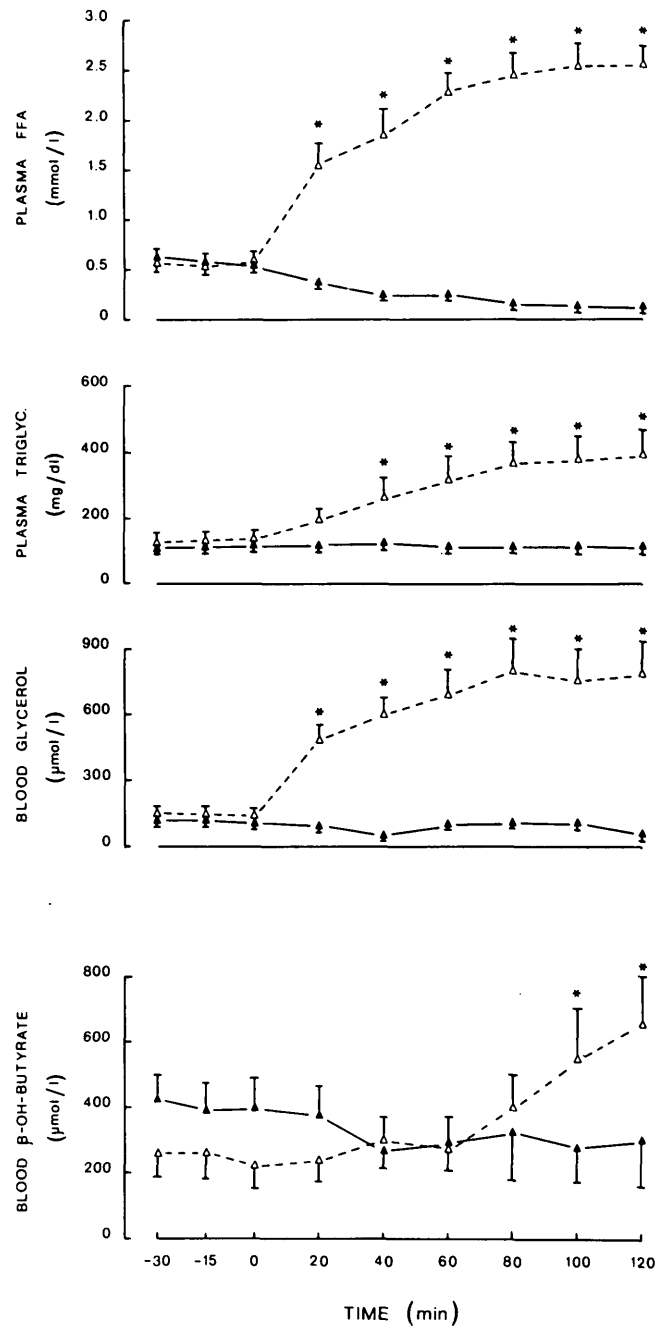 * * * * * *
3.0
2.5
2.0
1.5
1.0
0.5
0
PLASMA FFA
(mmol/l)
* * * * *
600
400
200
0
PLASMA TRIGLYC.
(mg/dl)
* * * * * *
900
600
300
0
BLOOD GLYCEROL
(µmol/l)
* *
800
600
400
200
0
BLOOD β-OH-BUTYRATE
(µmol/l)
-30 -15 0 20 40 60 80 100 120
TIME (min)